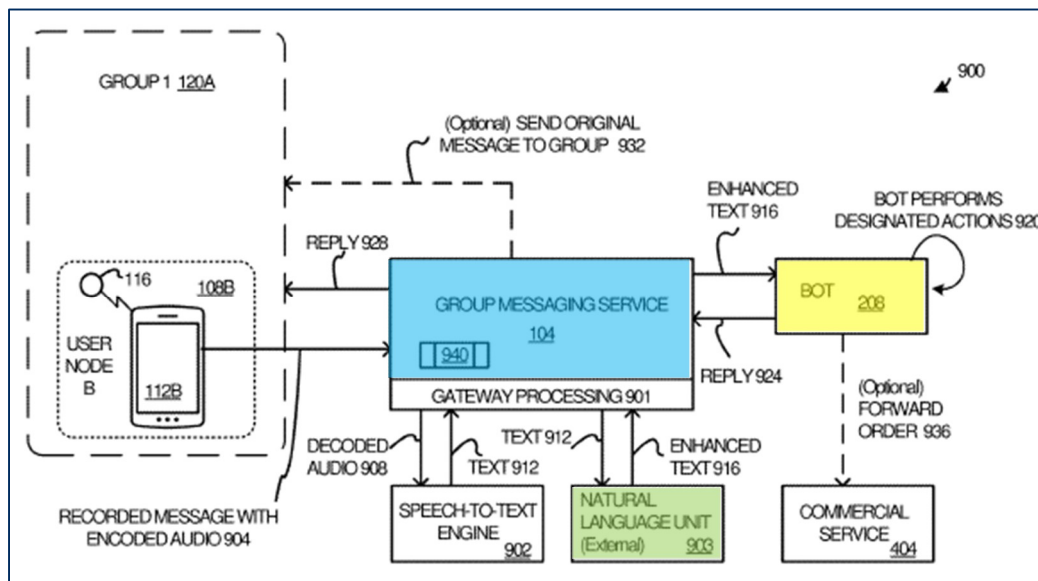 GROUP 1 120A
900
(Optional) SEND ORIGINAL
MESSAGE TO GROUP 932
ENHANCED
TEXT 916
BOT PERFORMS
DESIGNATED ACTIONS 920
REPLY 928
116
108B
USER
NODE
B
112B
GROUP MESSAGING SERVICE
104
940
GATEWAY PROCESSING 901
BOT
208
REPLY 924
(Optional)
FORWARD
ORDER 936
DECODED
AUDIO 908
TEXT 912
TEXT 912
ENHANCED
TEXT 916
RECORDED MESSAGE WITH
ENCODED AUDIO 904
SPEECH-TO-TEXT
ENGINE
902
NATURAL
LANGUAGE UNIT
(External) 903
COMMERCIAL
SERVICE 404